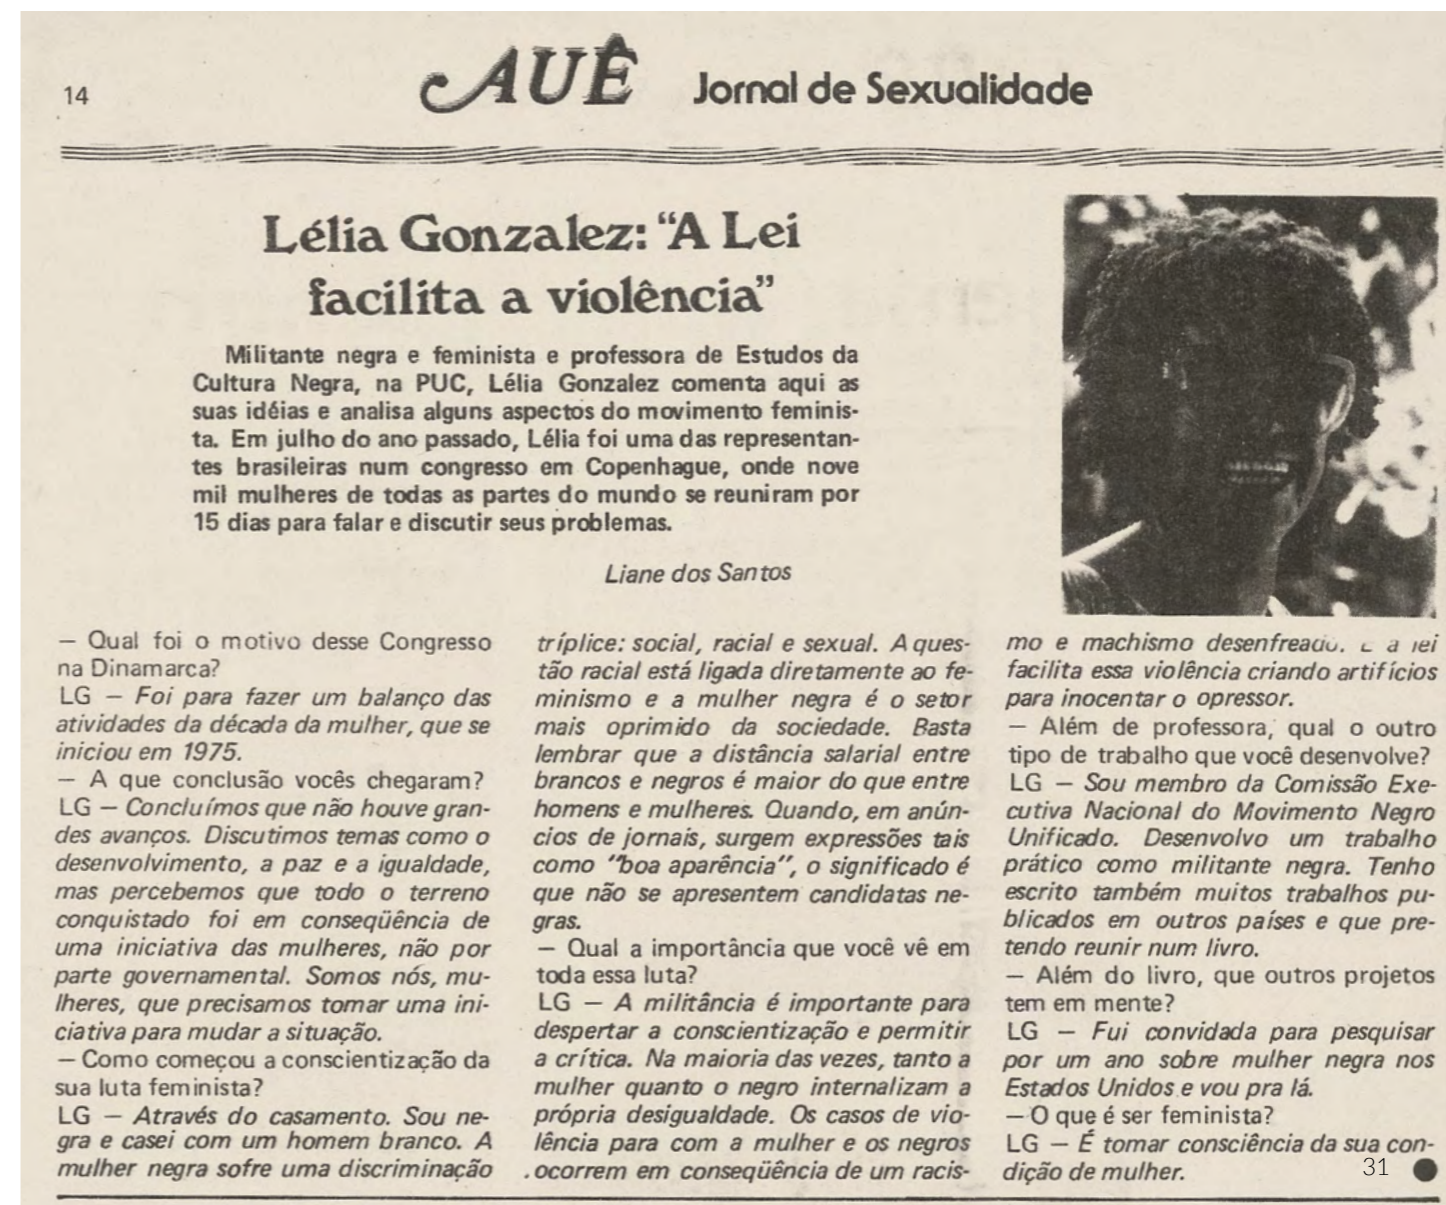 14
AUÊ Jornal de Sexualidade
Lélia Gonzalez: “A Lei
facilita a violência”
Militante negra e feminista e professora de Estudos da
Cultura Negra, na PUC, Lélia Gonzalez comenta aqui as
suas idéias e analisa alguns aspectos do movimento feminis-
ta. Em julho do ano passado, Lélia foi uma das representan-
tes brasileiras num congresso em Copenhague, onde nove
mil mulheres de todas as partes do mundo se reuniram por
15 dias para falar e discutir seus problemas.
Liane dos Santos
— Qual foi o motivo desse Congresso
na Dinamarca?
LG — Foi para fazer um balanço das
atividades da década da mulher, que se
iniciou em 1975.
— A que conclusão vocês chegaram?
LG — Concluímos que não houve gran-
des avanços. Discutimos temas como o
desenvolvimento, a paz e a igualdade,
mas percebemos que todo o terreno
conquistado foi em conseqüência de
uma iniciativa das mulheres, não por
parte governamental. Somos nós, mu-
lheres, que precisamos tomar uma ini-
ciativa para mudar a situação.
— Como começou a conscientização da
sua luta feminista?
LG — Através do casamento. Sou ne-
gra e casei com um homem branco. A
mulher negra sofre uma discriminação
tríplice: social, racial e sexual. A ques-
tão racial está ligada diretamente ao fe-
minismo e a mulher negra é o setor
mais oprimido da sociedade. Basta
lembrar que a distância salarial entre
brancos e negros é maior do que entre
homens e mulheres. Quando, em anún-
cios de jornais, surgem expressões tais
como “boa aparência”, o significado é
que não se apresentem candidatas ne-
gras.
— Qual a importância que você vê em
toda essa luta?
LG — A militância é importante para
despertar a conscientização e permitir
a crítica. Na maioria das vezes, tanto a
mulher quanto o negro internalizam a
própria desigualdade. Os casos de vio-
lência para com a mulher e os negros
ocorrem em conseqüência de um racis-
mo e machismo desenfreado. E a lei
facilita essa violência criando artifícios
para inocentar o opressor.
— Além de professora, qual o outro
tipo de trabalho que você desenvolve?
LG — Sou membro da Comissão Exe-
cutiva Nacional do Movimento Negro
Unificado. Desenvolvo um trabalho
prático como militante negra. Tenho
escrito também muitos trabalhos pu-
blicados em outros países e que pre-
tendo reunir num livro.
— Além do livro, que outros projetos
tem em mente?
LG — Fui convidada para pesquisar
por um ano sobre mulher negra nos
Estados Unidos e vou pra lá.
— O que é ser feminista?
LG — É tomar consciência da sua con-
dição de mulher.
31